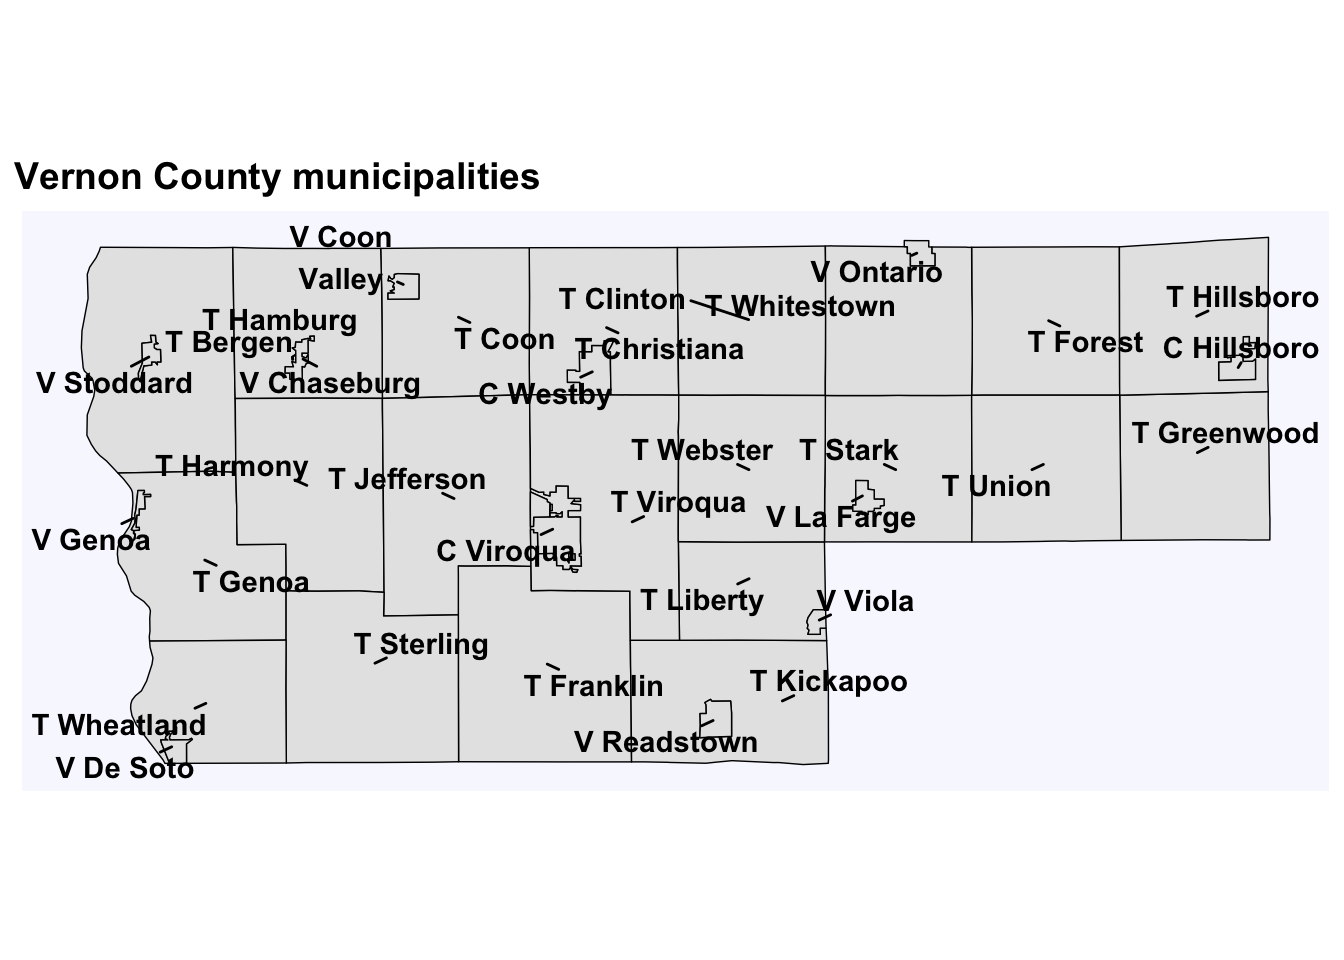 Vernon County municipalities
V Coon
Valley
V Ontario
T Clinton
T Whitestown
T Hillsboro
T Hamburg
T Bergen
T Coon
T Christiana
T Forest
C Hillsboro
V Stoddard
V Chaseburg
C Westby
T Greenwood
T Harmony
T Jefferson
T Webster
T Stark
T Union
T Viroqua
V La Farge
V Genoa
C Viroqua
T Genoa
T Liberty
V Viola
T Sterling
T Franklin
T Kickapoo
T Wheatland
V Readstown
V De Soto